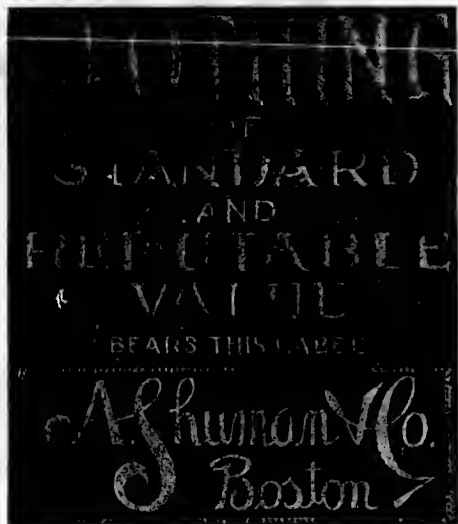 CLOTHING
OF
STANDARD
AND
REPUTABLE
VALUE
BEARS THIS LABEL
A. Shuman & Co.
Boston